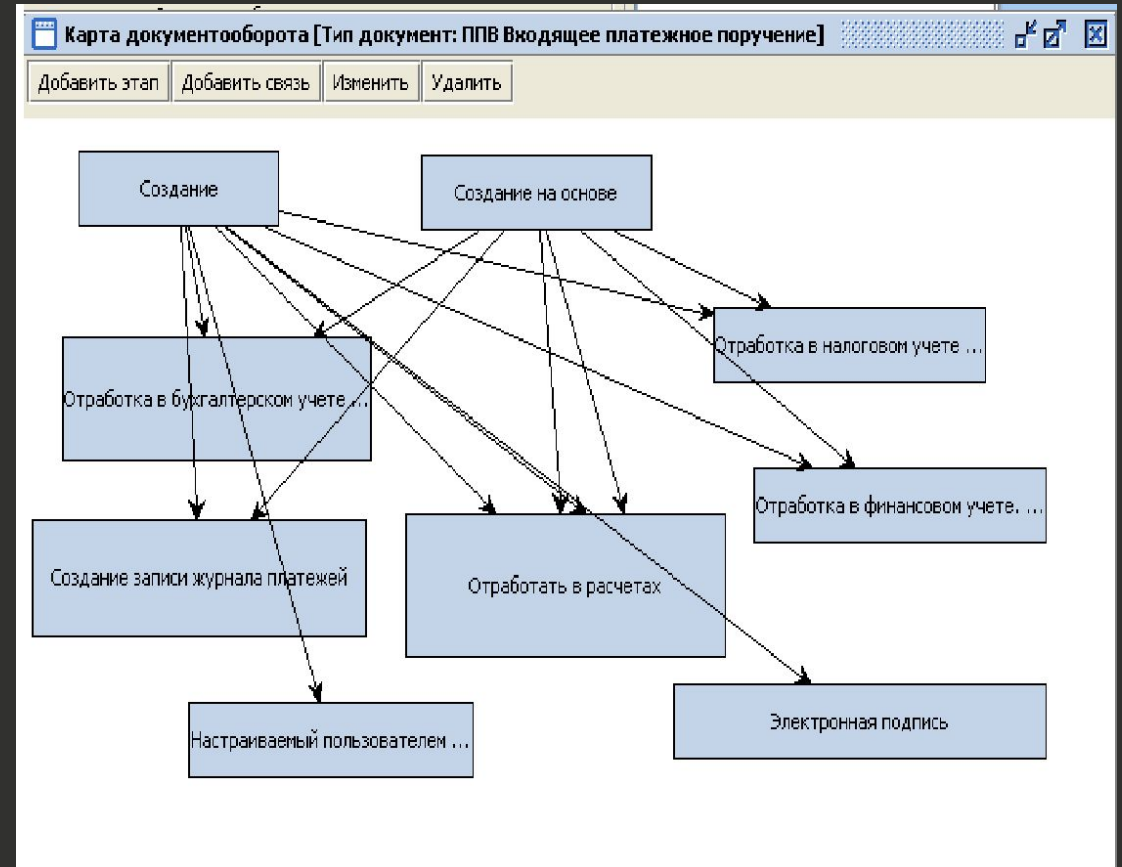 Карта документооборота [Тип документ: ППВ Входящее платежное поручение]
Добавить этап Добавить связь Изменить Удалить
Создание
Создание на основе
Отработка в налоговом учете ...
Отработка в бухгалтерском учете ...
Отработка в финансовом учете. ...
Создание записи журнала платежей
Отработать в расчетах
Электронная подпись
Настраиваемый пользователем ...